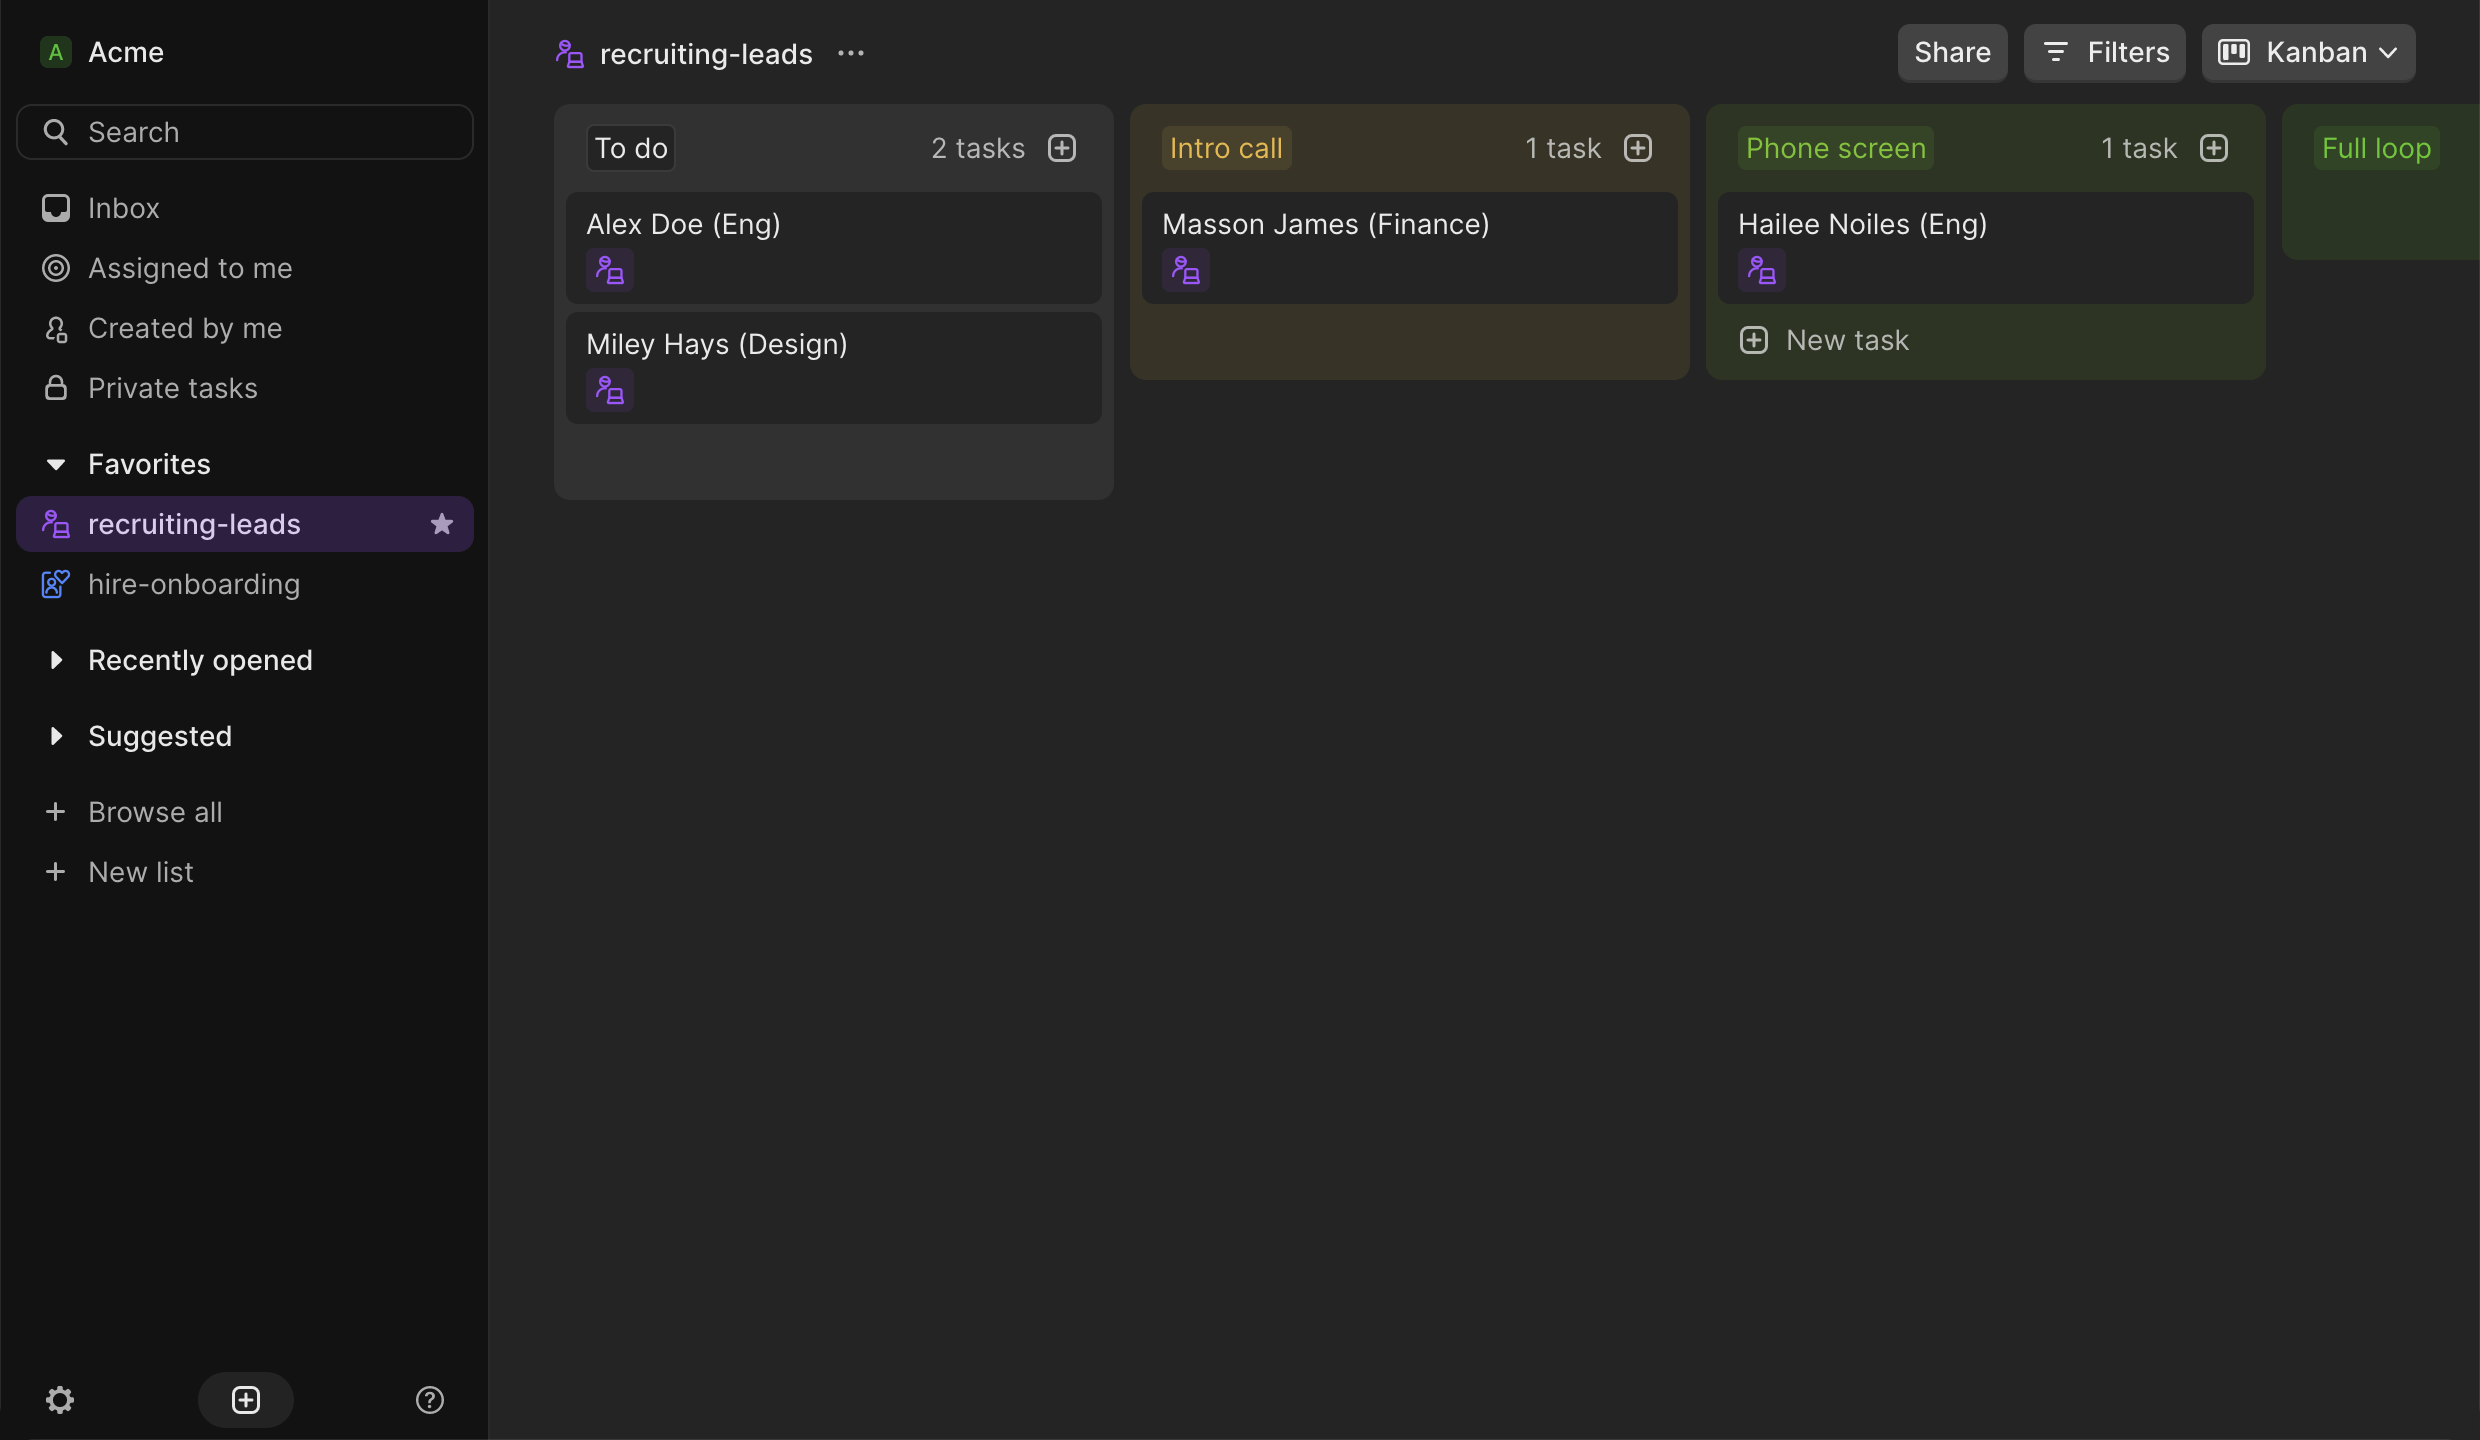 A Acme
Search
Inbox
Assigned to me
Created by me
Private tasks
Favorites
recruiting-leads
hire-onboarding
Recently opened
Suggested
Browse all
New list
recruiting-leads
Share
Filters
Kanban
To do
2 tasks
Alex Doe (Eng)
Miley Hays (Design)
Intro call
1 task
Masson James (Finance)
Phone screen
1 task
Hailee Noiles (Eng)
New task
Full loop